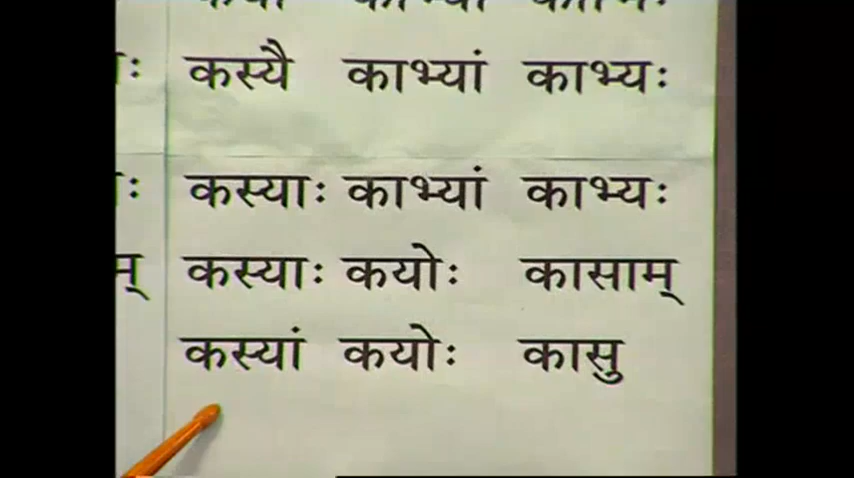 कस्यै काभ्यां काभ्यः
कस्याः काभ्यां काभ्यः
कस्याः कयोः कासाम्
कस्यां कयोः कासु